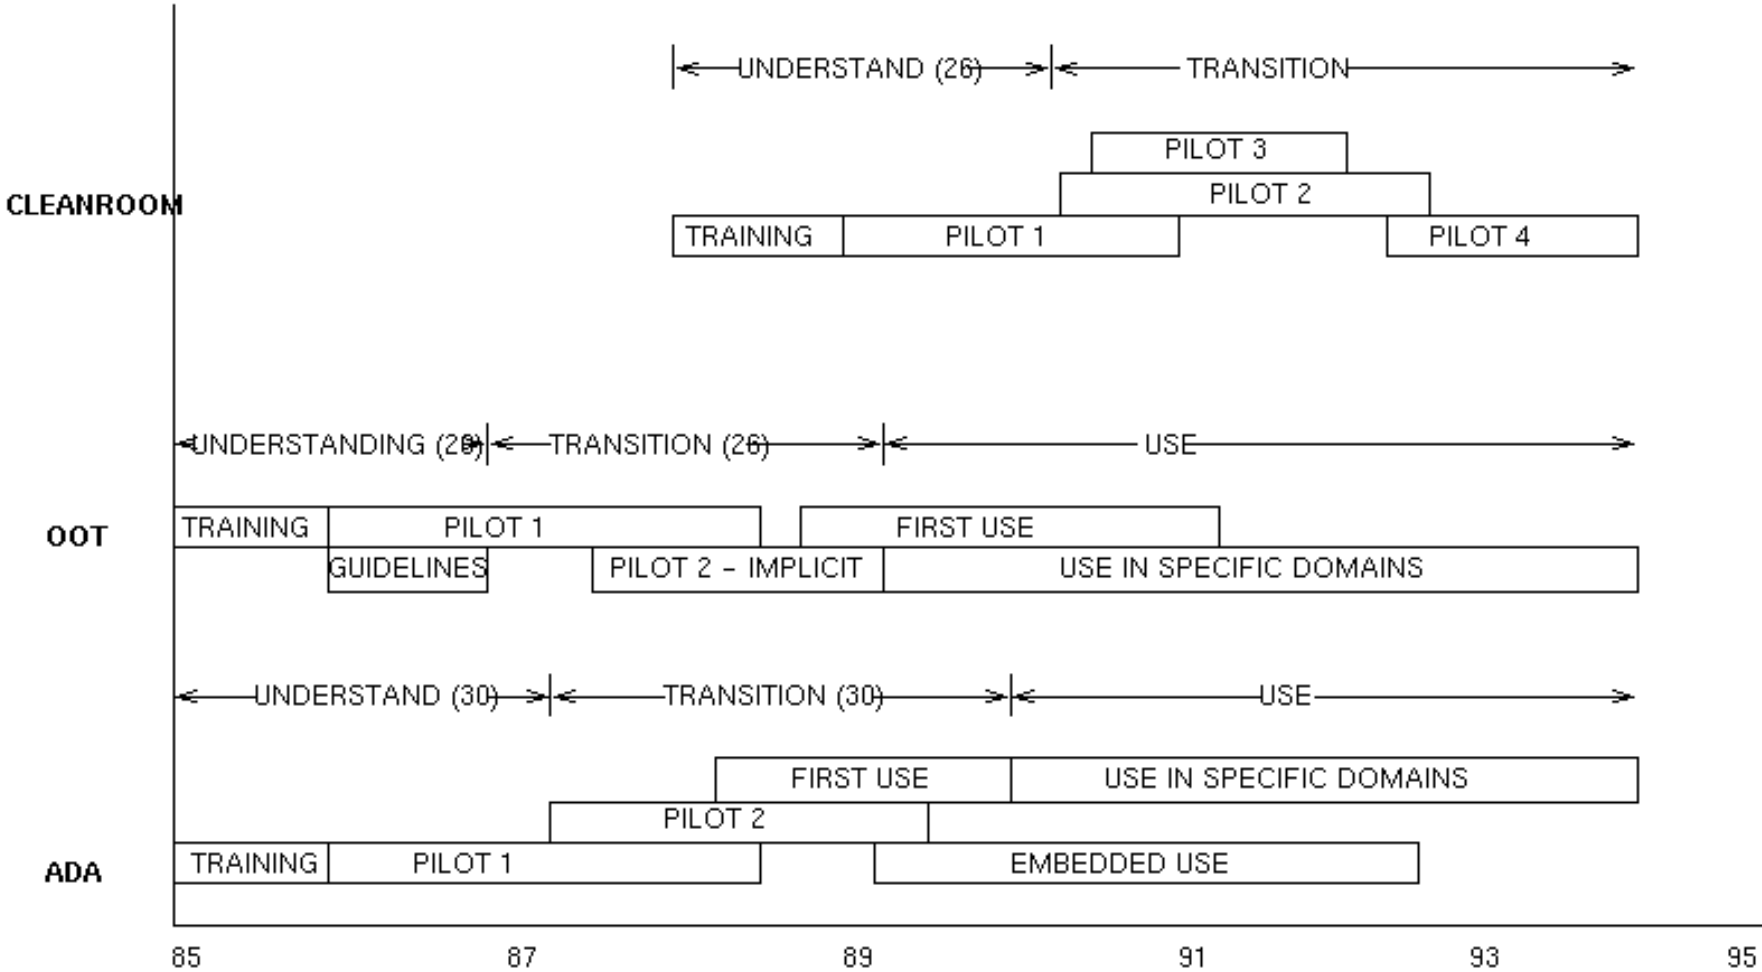 UNDERSTAND (26) TRANSITION
PILOT 3
PILOT 2
CLEANROOM
TRAINING PILOT 1 PILOT 4
UNDERSTANDING (26) TRANSITION (26) USE
TRAINING PILOT 1 FIRST USE
OOT
GUIDELINES PILOT 2 – IMPLICIT USE IN SPECIFIC DOMAINS
UNDERSTAND (30) TRANSITION (30) USE
FIRST USE USE IN SPECIFIC DOMAINS
PILOT 2
TRAINING PILOT 1 EMBEDDED USE
ADA
85 87 89 91 93 95